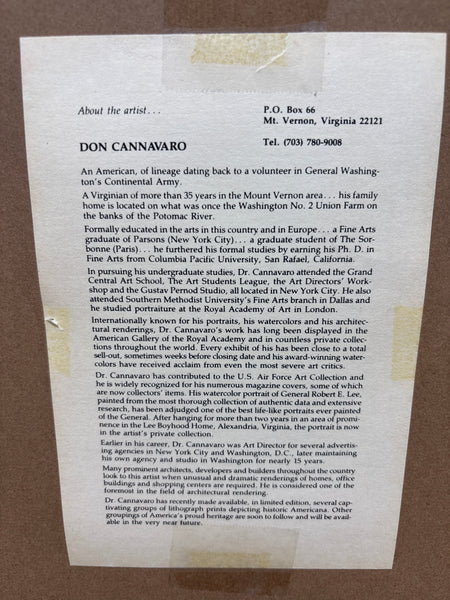 About the artist...
P.O. Box 66
Mt. Vernon, Virginia 22121
DON CANNAVARO
Tel. (703) 780-9008
An American, of lineage dating back to a volunteer in General Washing-
ton's Continental Army.
A Virginian of more than 35 years in the Mount Vernon area... his family
home is located on what was once the Washington No. 2 Union Farm on
the banks of the Potomac River.
Formally educated in the arts in this country and in Europe... a Fine Arts
graduate of Parsons (New York City)... a graduate student of The Sor-
bonne (Paris)... he furthered his formal studies by earning his Ph. D. in
Fine Arts from Columbia Pacific University, San Rafael, California.
In pursuing his undergraduate studies, Dr. Cannavaro attended the Grand
Central Art School, The Art Students League, the Art Directors' Work-
shop and the Gustav Pernod Studio, all located in New York City. He also
attended Southern Methodist University's Fine Arts branch in Dallas and
he studied portraiture at the Royal Academy of Art in London.
Internationally known for his portraits, his watercolors and his architec-
tural renderings, Dr. Cannavaro's work has long been displayed in the
American Gallery of the Royal Academy and in countless private collec-
tions throughout the world. Every exhibit of his has been close to a total
sell-out, sometimes weeks before closing date and his award-winning water-
colors have received acclaim from even the most severe art critics.
Dr. Cannavaro has contributed to the U.S. Air Force Art Collection and
he is widely recognized for his numerous magazine covers, some of which
are now collectors' items. His watercolor portrait of General Robert E. Lee,
painted from the most thorough collection of authentic data and extensive
research, has been adjudged one of the best life-like portraits ever painted
of the General. After hanging for more than two years in an area of promi-
nence in the Lee Boyhood Home, Alexandria, Virginia, the portrait is now
in the artist's private collection.
Earlier in his career, Dr. Cannavaro was Art Director for several advertis-
ing agencies in New York City and Washington, D.C., later maintaining
his own agency and studio in Washington for nearly 15 years.
Many prominent architects, developers and builders throughout the country
look to this artist when unusual and dramatic renderings of homes, office
buildings and shopping centers are required. He is considered one of the
foremost in the field of architectural rendering.
Dr. Cannavaro has recently made available, in limited edition, several cap-
tivating groups of lithograph prints depicting historic Americana. Other
groupings of America's proud heritage are soon to follow and will be avail-
able in the very near future.